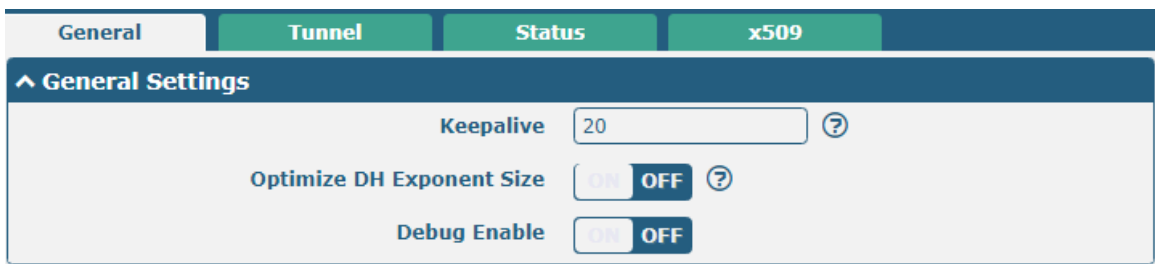 General Tunnel Status x509
General Settings
Keepalive 20 ?
Optimize DH Exponent Size ON OFF ?
Debug Enable ON OFF